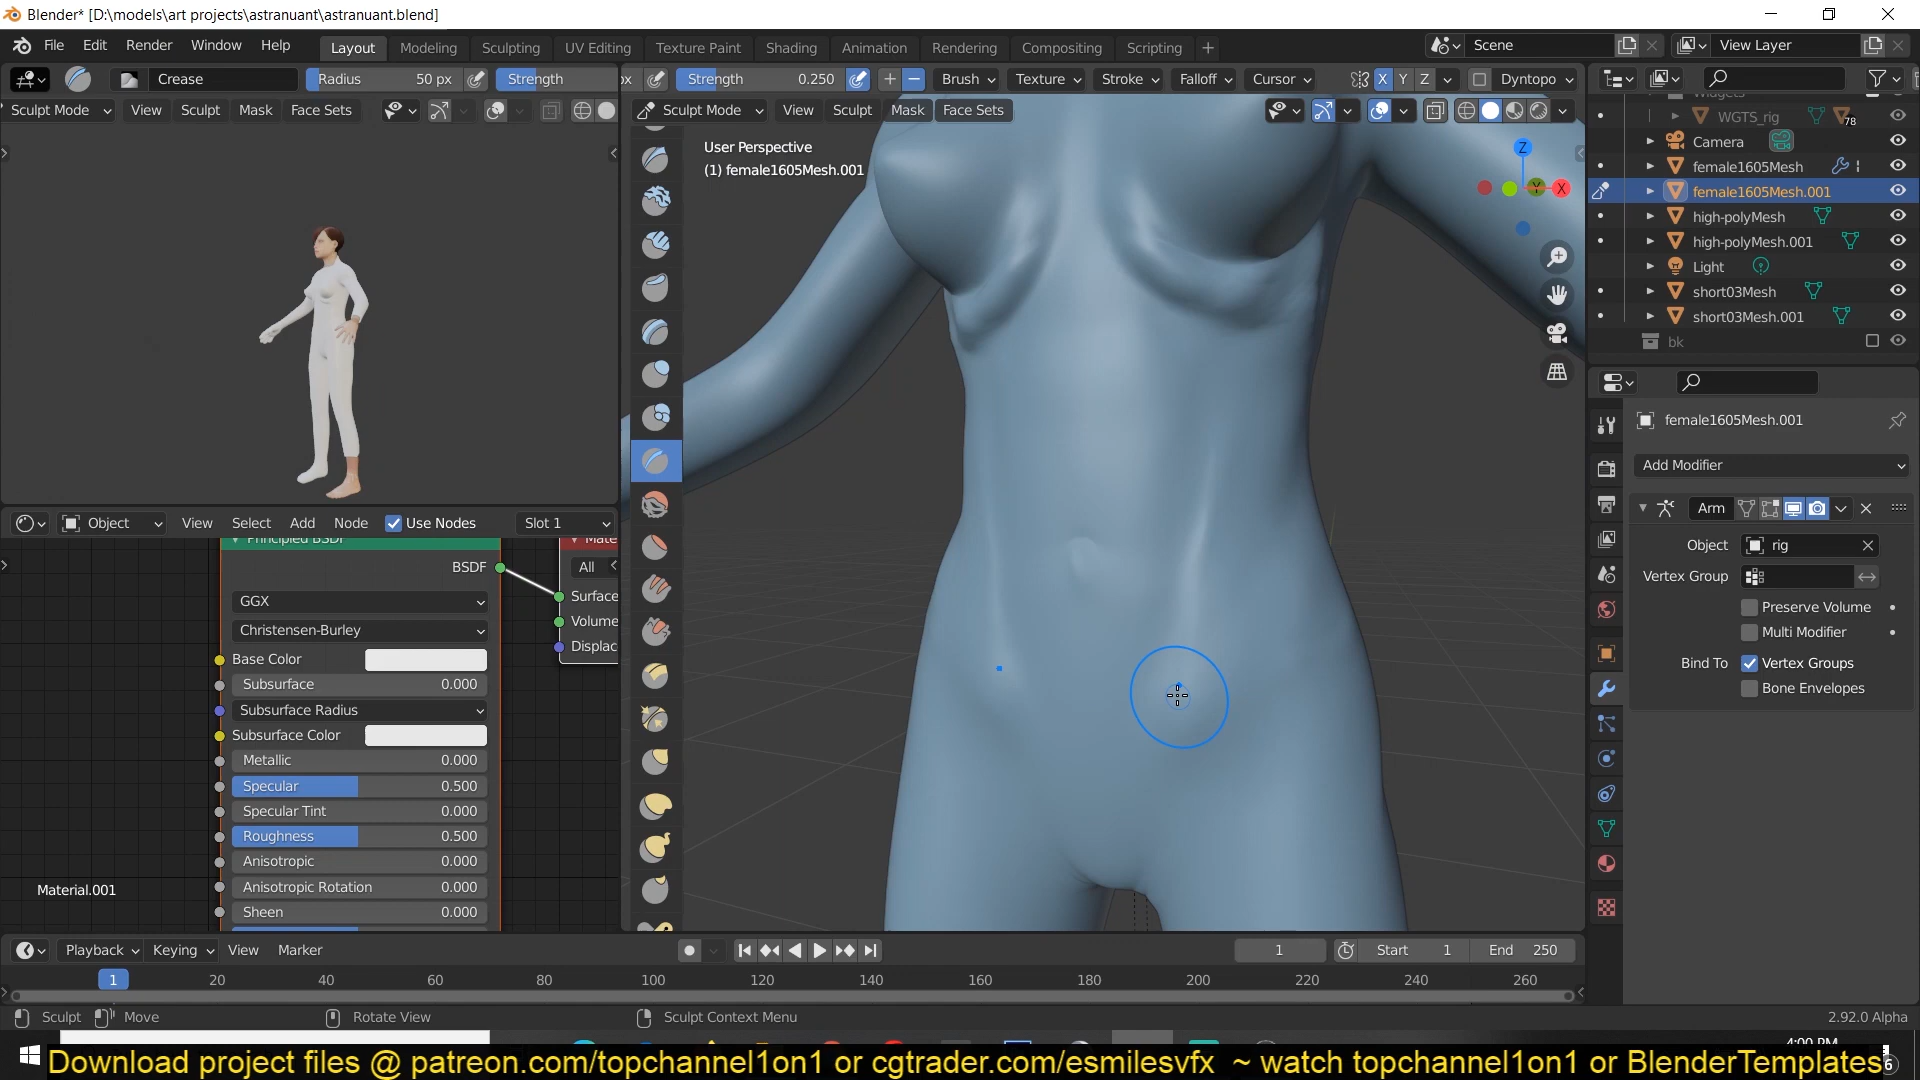 Blender* [D:\models\art projects\astranuant\astranuant.blend]
File Edit Render Window Help Layout Modeling Sculpting UV Editing Texture Paint Shading Animation Rendering Compositing Scripting + Scene View Layer
Crease Radius 50 px Strength px Strength 0.250 Brush Texture Stroke Falloff Cursor X Y Z Dyntopo
Sculpt Mode View Sculpt Mask Face Sets Sculpt Mode View Sculpt Mask Face Sets
User Perspective
(1) female1605Mesh.001
Z
Y X
Widgets
WGTS_rig 78
Camera
female1605Mesh
female1605Mesh.001
high-polyMesh
high-polyMesh.001
Light
short03Mesh
short03Mesh.001
bk
female1605Mesh.001
Add Modifier
Arm
Object rig
Vertex Group
Preserve Volume
Multi Modifier
Bind To Vertex Groups
Bone Envelopes
Object View Select Add Node Use Nodes Slot 1
Principled BSDF Mate
BSDF All
GGX Surface
Christensen-Burley Volume
Displac
Base Color
Subsurface 0.000
Subsurface Radius
Subsurface Color
Metallic 0.000
Specular 0.500
Specular Tint 0.000
Roughness 0.500
Anisotropic 0.000
Anisotropic Rotation 0.000
Sheen 0.000
Material.001
Playback Keying View Marker 1 Start 1 End 250
1 20 40 60 80 100 120 140 160 180 200 220 240 260
Sculpt Move Rotate View Sculpt Context Menu 2.92.0 Alpha
4:00 PM
Download project files @ patreon.com/topchannel1on1 or cgtrader.com/esmilesvfx ~ watch topchannel1on1 or BlenderTemplates
6